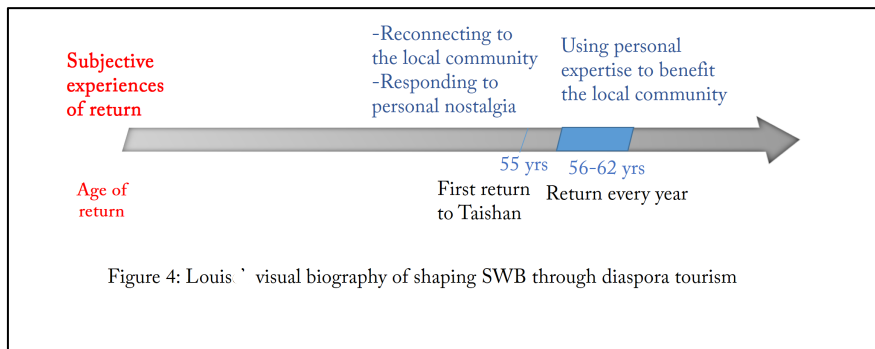 Subjective
experiences
of return
-Reconnecting to
the local community
-Responding to
personal nostalgia
Using personal
expertise to benefit
the local community
Age of
return
55 yrs
First return
to Taishan
56-62 yrs
Return every year
Figure 4: Louis ’ visual biography of shaping SWB through diaspora tourism